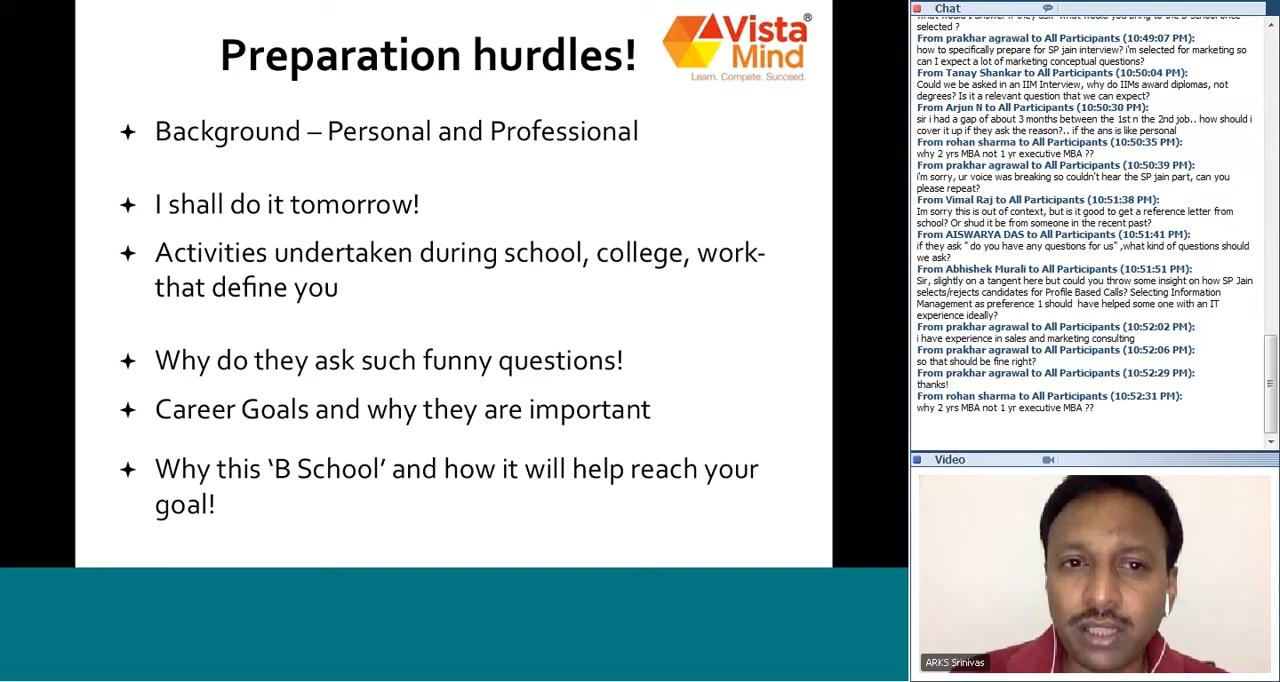 Preparation hurdles!
Vista
Mind
®
Learn. Compete. Succeed.
Background – Personal and Professional
I shall do it tomorrow!
Activities undertaken during school, college, work-
that define you
Why do they ask such funny questions!
Career Goals and why they are important
Why this ‘B School’ and how it will help reach your
goal!
Chat
what would I answer if they ask "what would you bring to the B-school once
selected ?
From prakhar agrawal to All Participants (10:49:07 PM):
how to specifically prepare for SP jain interview? i'm selected for marketing so
can I expect a lot of marketing conceptual questions?
From Tanay Shankar to All Participants (10:50:04 PM):
Could we be asked in an IIM Interview, why do IIMs award diplomas, not
degrees? Is it a relevant question that we can expect?
From Arjun N to All Participants (10:50:30 PM):
sir i had a gap of about 3 months between the 1st n the 2nd job.. how should i
cover it up if they ask the reason?.. if the ans is like personal
From rohan sharma to All Participants (10:50:35 PM):
why 2 yrs MBA not 1 yr executive MBA ??
From prakhar agrawal to All Participants (10:50:39 PM):
i'm sorry, ur voice was breaking so couldn't hear the SP jain part, can you
please repeat?
From Vimal Raj to All Participants (10:51:38 PM):
Im sorry this is out of context, but is it good to get a reference letter from
school? Or shud it be from someone in the recent past?
From AISWARYA DAS to All Participants (10:51:41 PM):
if they ask " do you have any questions for us" ,what kind of questions should
we ask?
From Abhishek Murali to All Participants (10:51:51 PM):
Sir, slightly on a tangent here but could you throw some insight on how SP Jain
selects/rejects candidates for Profile Based Calls? Selecting Information
Management as preference 1 should have helped some one with an IT
experience ideally?
From prakhar agrawal to All Participants (10:52:02 PM):
i have experience in sales and marketing consulting
From prakhar agrawal to All Participants (10:52:06 PM):
so that should be fine right?
From prakhar agrawal to All Participants (10:52:29 PM):
thanks!
From rohan sharma to All Participants (10:52:31 PM):
why 2 yrs MBA not 1 yr executive MBA ??
Video
ARKS Srinivas